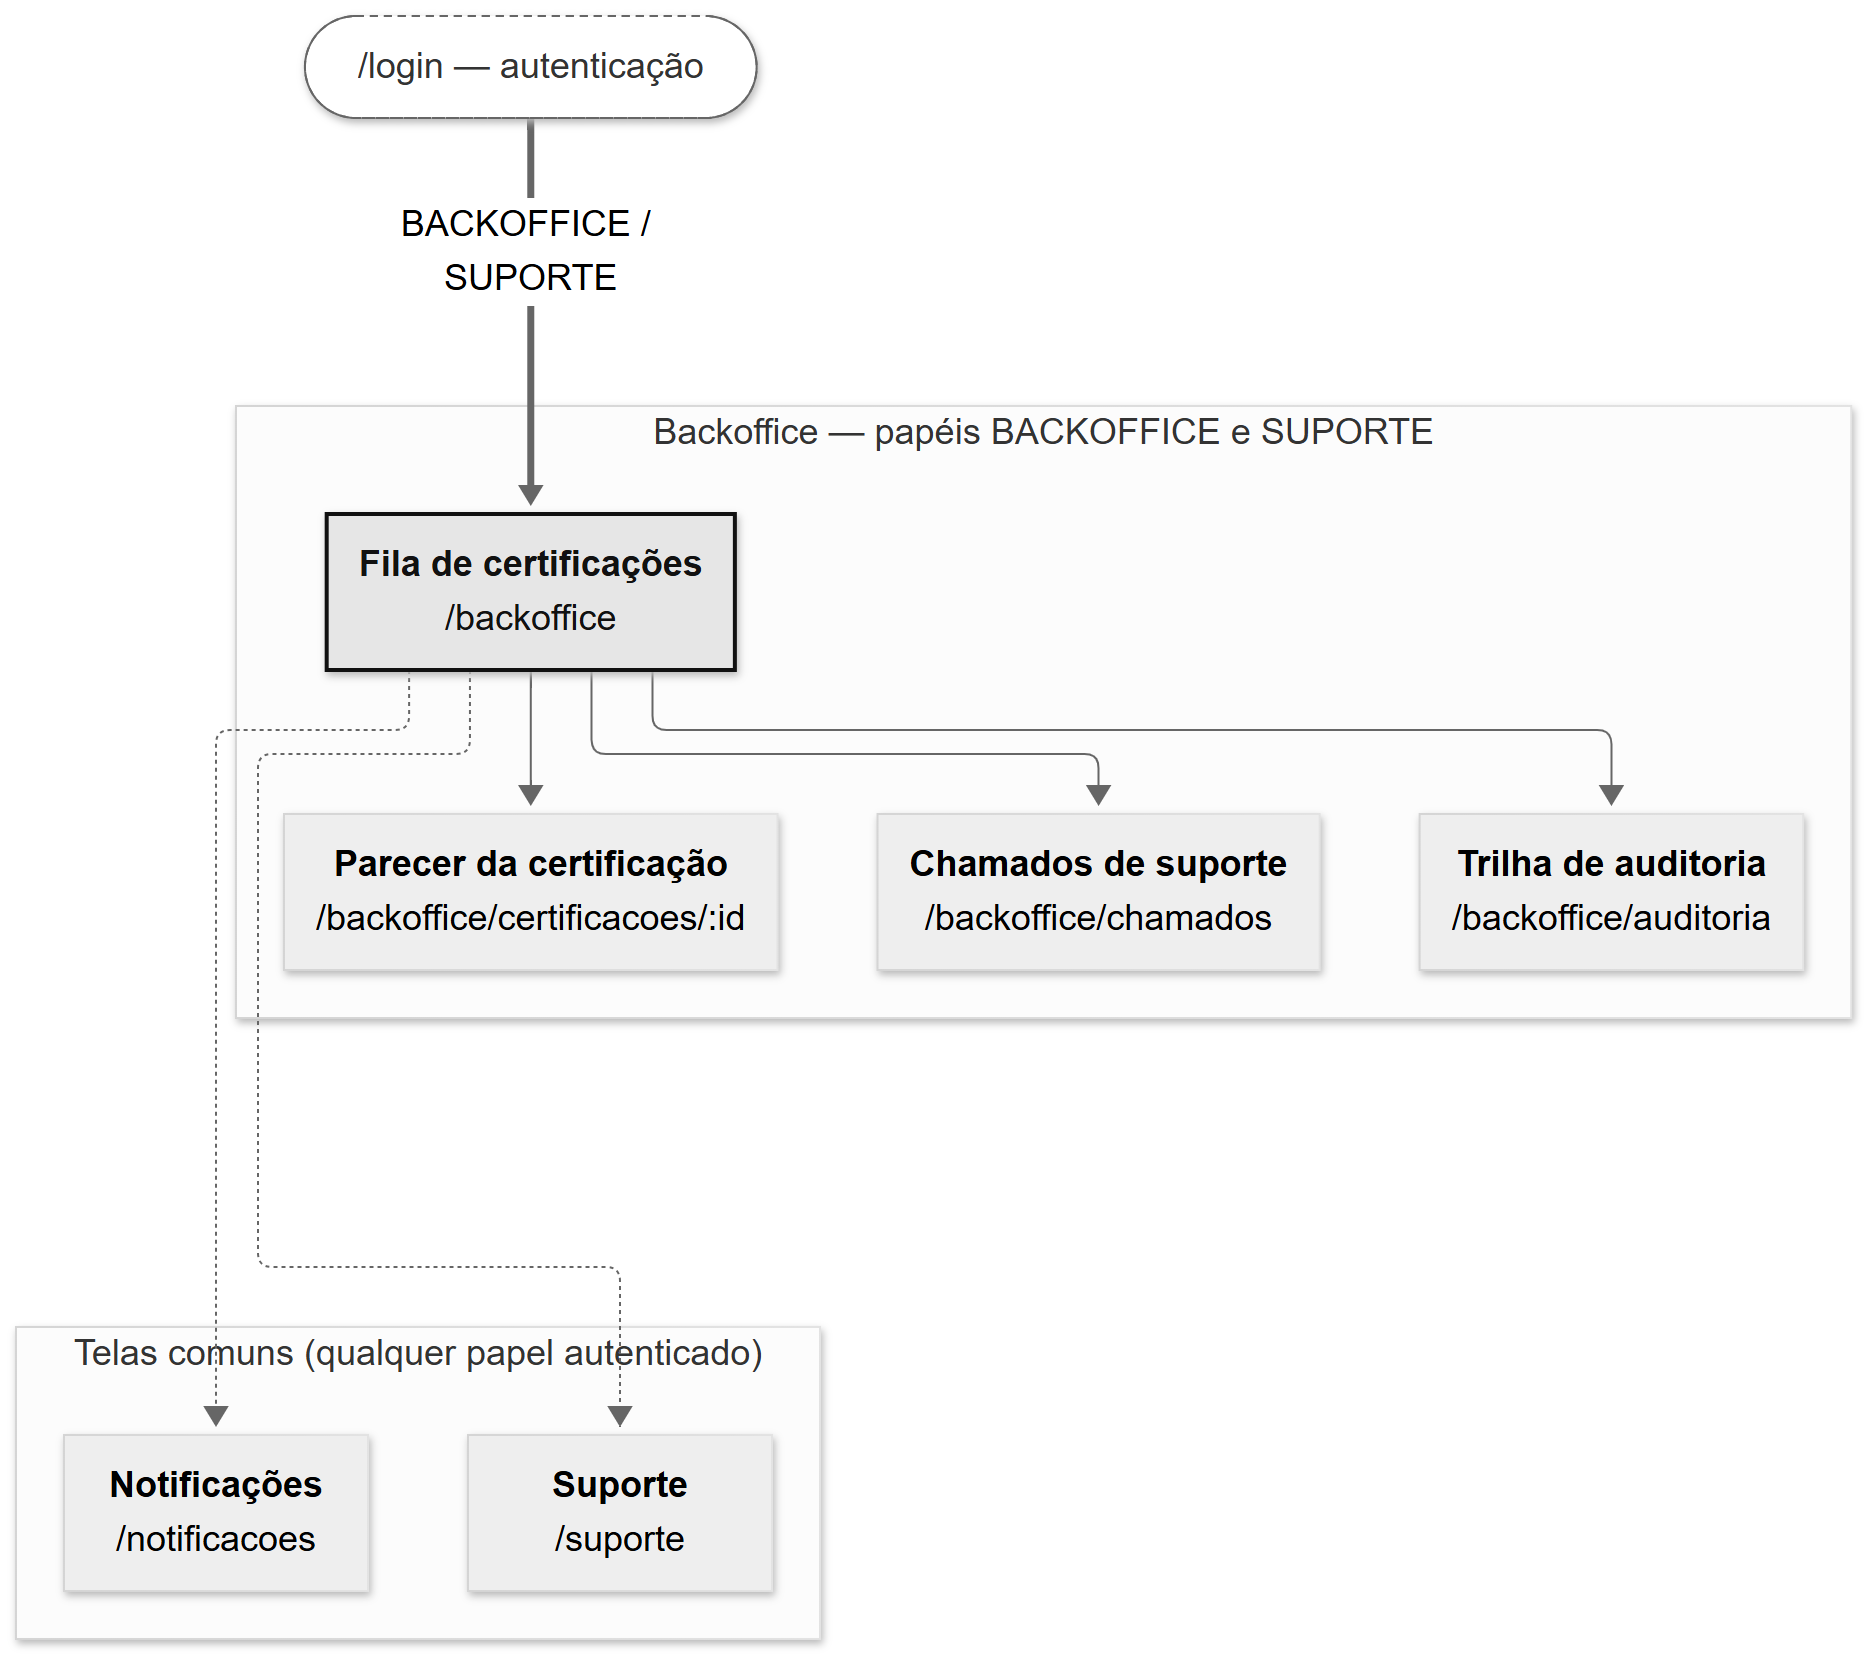 /login — autenticação
BACKOFFICE /
SUPORTE
Backoffice — papéis BACKOFFICE e SUPORTE
Fila de certificações
/backoffice
Parecer da certificação
/backoffice/certificacoes/:id
Chamados de suporte
/backoffice/chamados
Trilha de auditoria
/backoffice/auditoria
Telas comuns (qualquer papel autenticado)
Notificações
/notificacoes
Suporte
/suporte